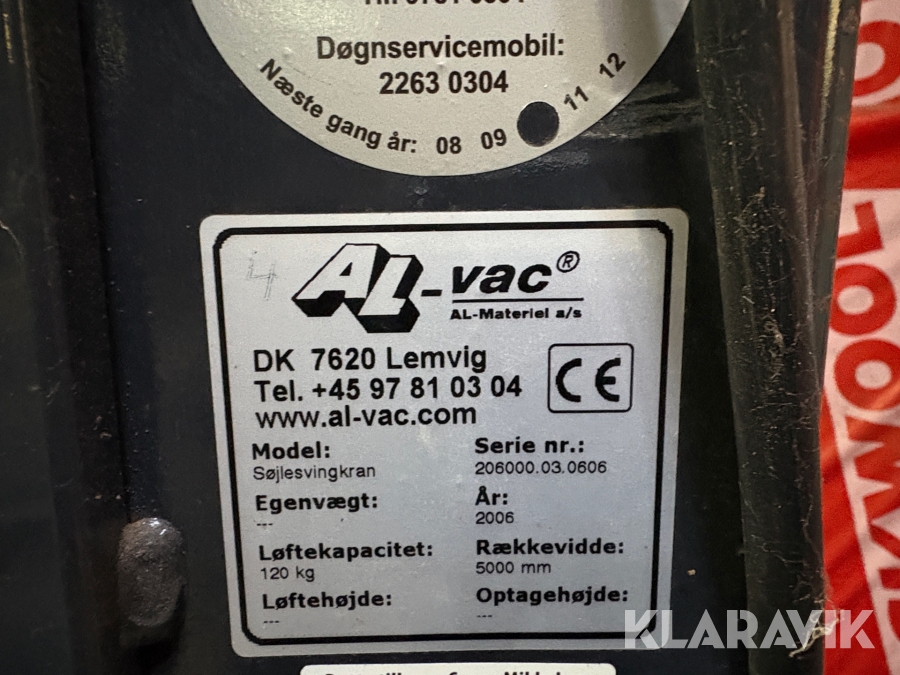 Døgnservicemobil:
2263 0304
Næste gang år: 08 09 11 12
4
AL-vac®
AL-Materiel a/s
DK 7620 Lemvig
Tel. +45 97 81 03 04
www.al-vac.com
CE
Model:
Søjlesvingkran
Serie nr.:
206000.03.0606
Egenvægt:
---
År:
2006
Løftekapacitet:
120 kg
Rækkevidde:
5000 mm
Løftehøjde:
---
Optagehøjde:
---
KLARAVIK